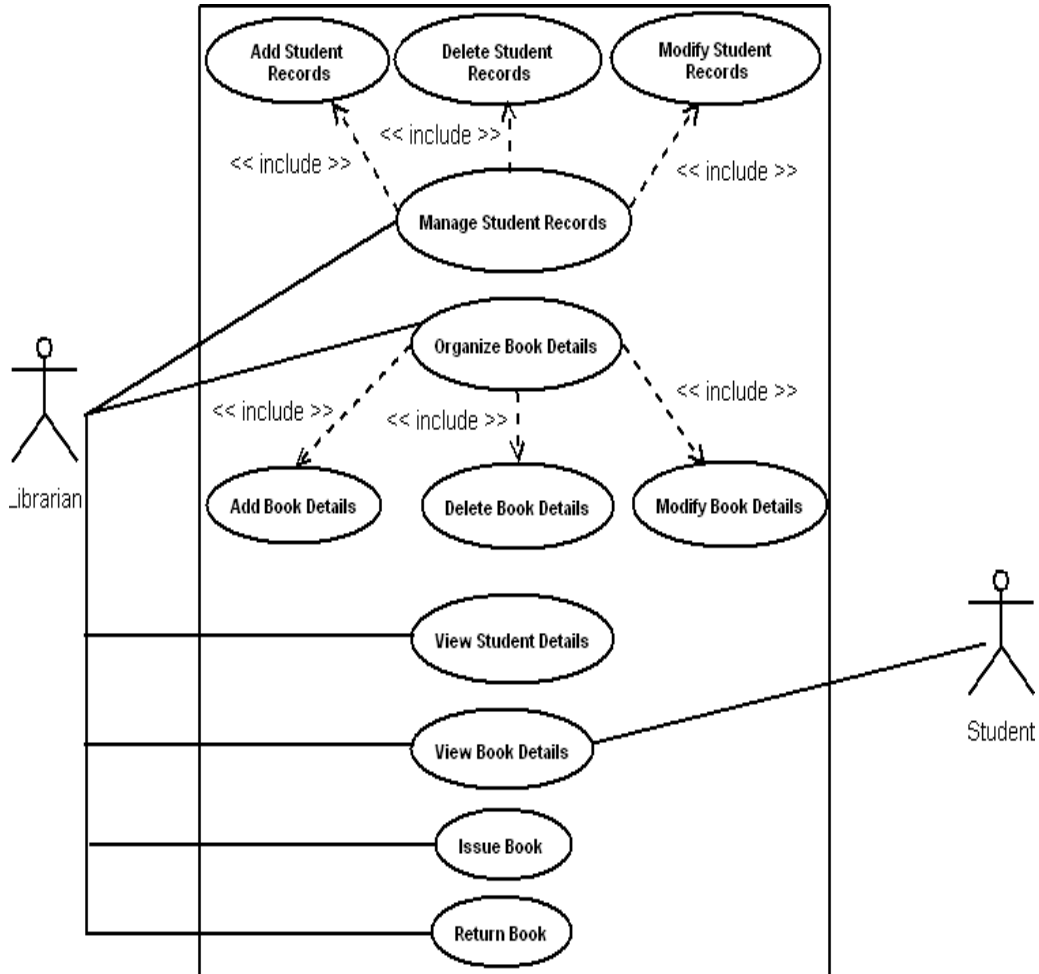 Add Student
Records
Delete Student
Records
Modify Student
Records
<< include >>
<< include >>
<< include >>
Manage Student Records
Organize Book Details
<< include >>
<< include >>
<< include >>
Add Book Details
Delete Book Details
Modify Book Details
Librarian
View Student Details
Student
View Book Details
Issue Book
Return Book